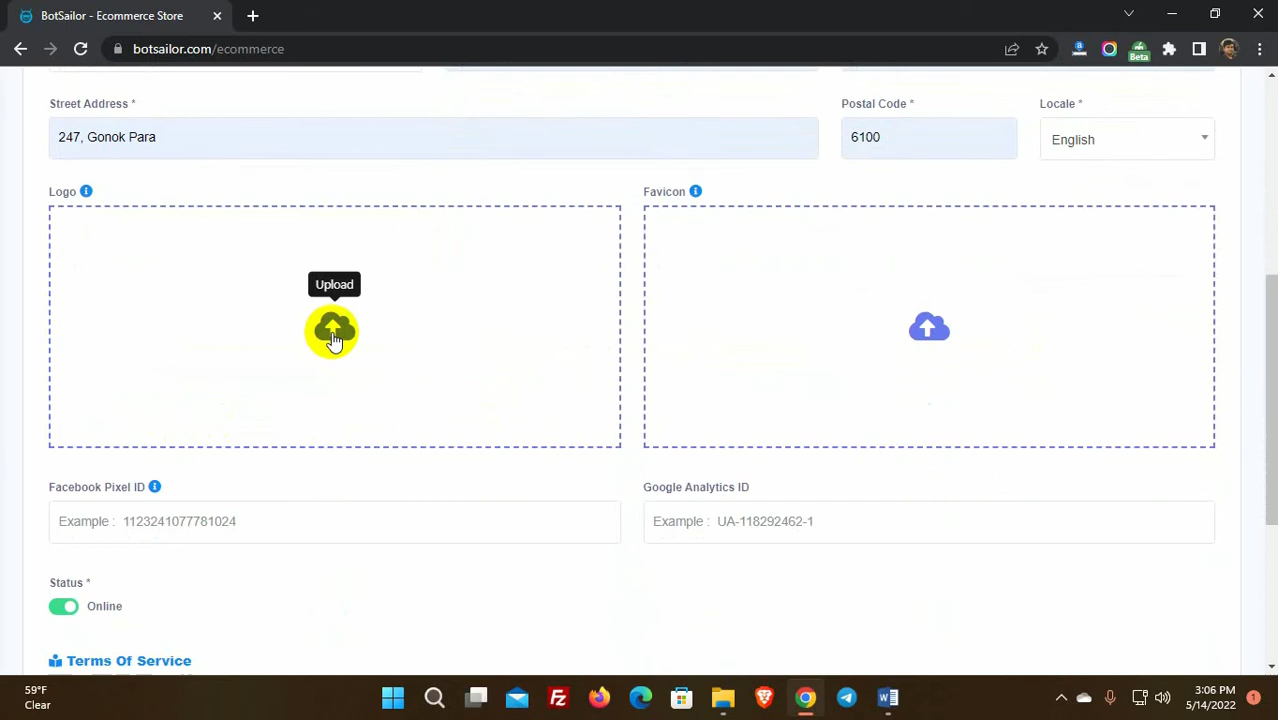 BotSailor - Ecommerce Store
botsailor.com/ecommerce
Beta
Street Address *
Postal Code *
Locale *
247, Gonok Para
6100
English
Logo
Favicon
Upload
Facebook Pixel ID
Google Analytics ID
Example : 1123241077781024
Example : UA-118292462-1
Status *
Online
Terms Of Service
59°F
Clear
3:06 PM
5/14/2022
1